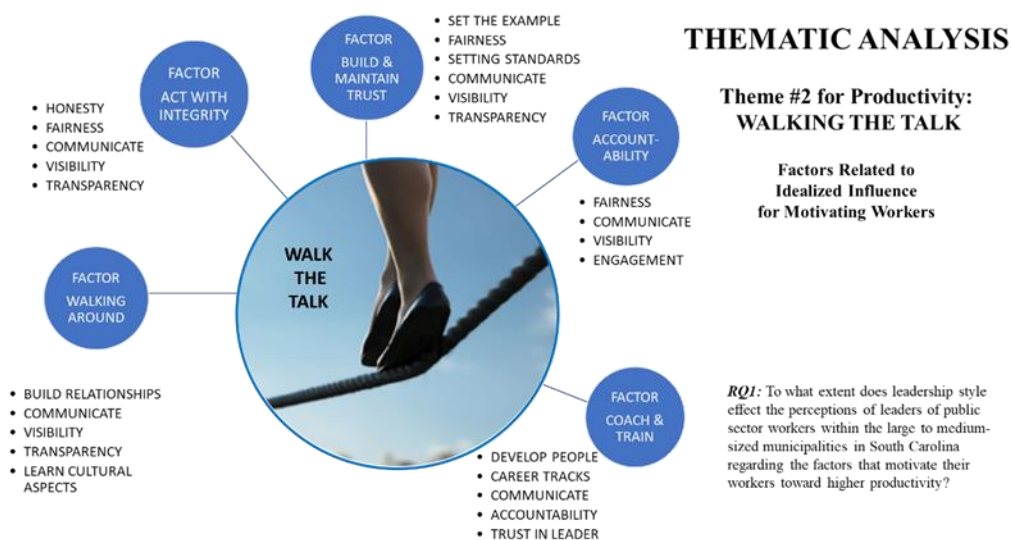 THEMATIC ANALYSIS
Theme #2 for Productivity:
WALKING THE TALK
Factors Related to
Idealized Influence
for Motivating Workers
FACTOR
BUILD &
MAINTAIN
TRUST
• SET THE EXAMPLE
• FAIRNESS
• SETTING STANDARDS
• COMMUNICATE
• VISIBILITY
• TRANSPARENCY
FACTOR
ACT WITH
INTEGRITY
• HONESTY
• FAIRNESS
• COMMUNICATE
• VISIBILITY
• TRANSPARENCY
FACTOR
ACCOUNT-
ABILITY
• FAIRNESS
• COMMUNICATE
• VISIBILITY
• ENGAGEMENT
WALK
THE
TALK
FACTOR
WALKING
AROUND
• BUILD RELATIONSHIPS
• COMMUNICATE
• VISIBILITY
• TRANSPARENCY
• LEARN CULTURAL
ASPECTS
FACTOR
COACH &
TRAIN
• DEVELOP PEOPLE
• CAREER TRACKS
• COMMUNICATE
• ACCOUNTABILITY
• TRUST IN LEADER
RQ1: To what extent does leadership style
effect the perceptions of leaders of public
sector workers within the large to medium-
sized municipalities in South Carolina
regarding the factors that motivate their
workers toward higher productivity?